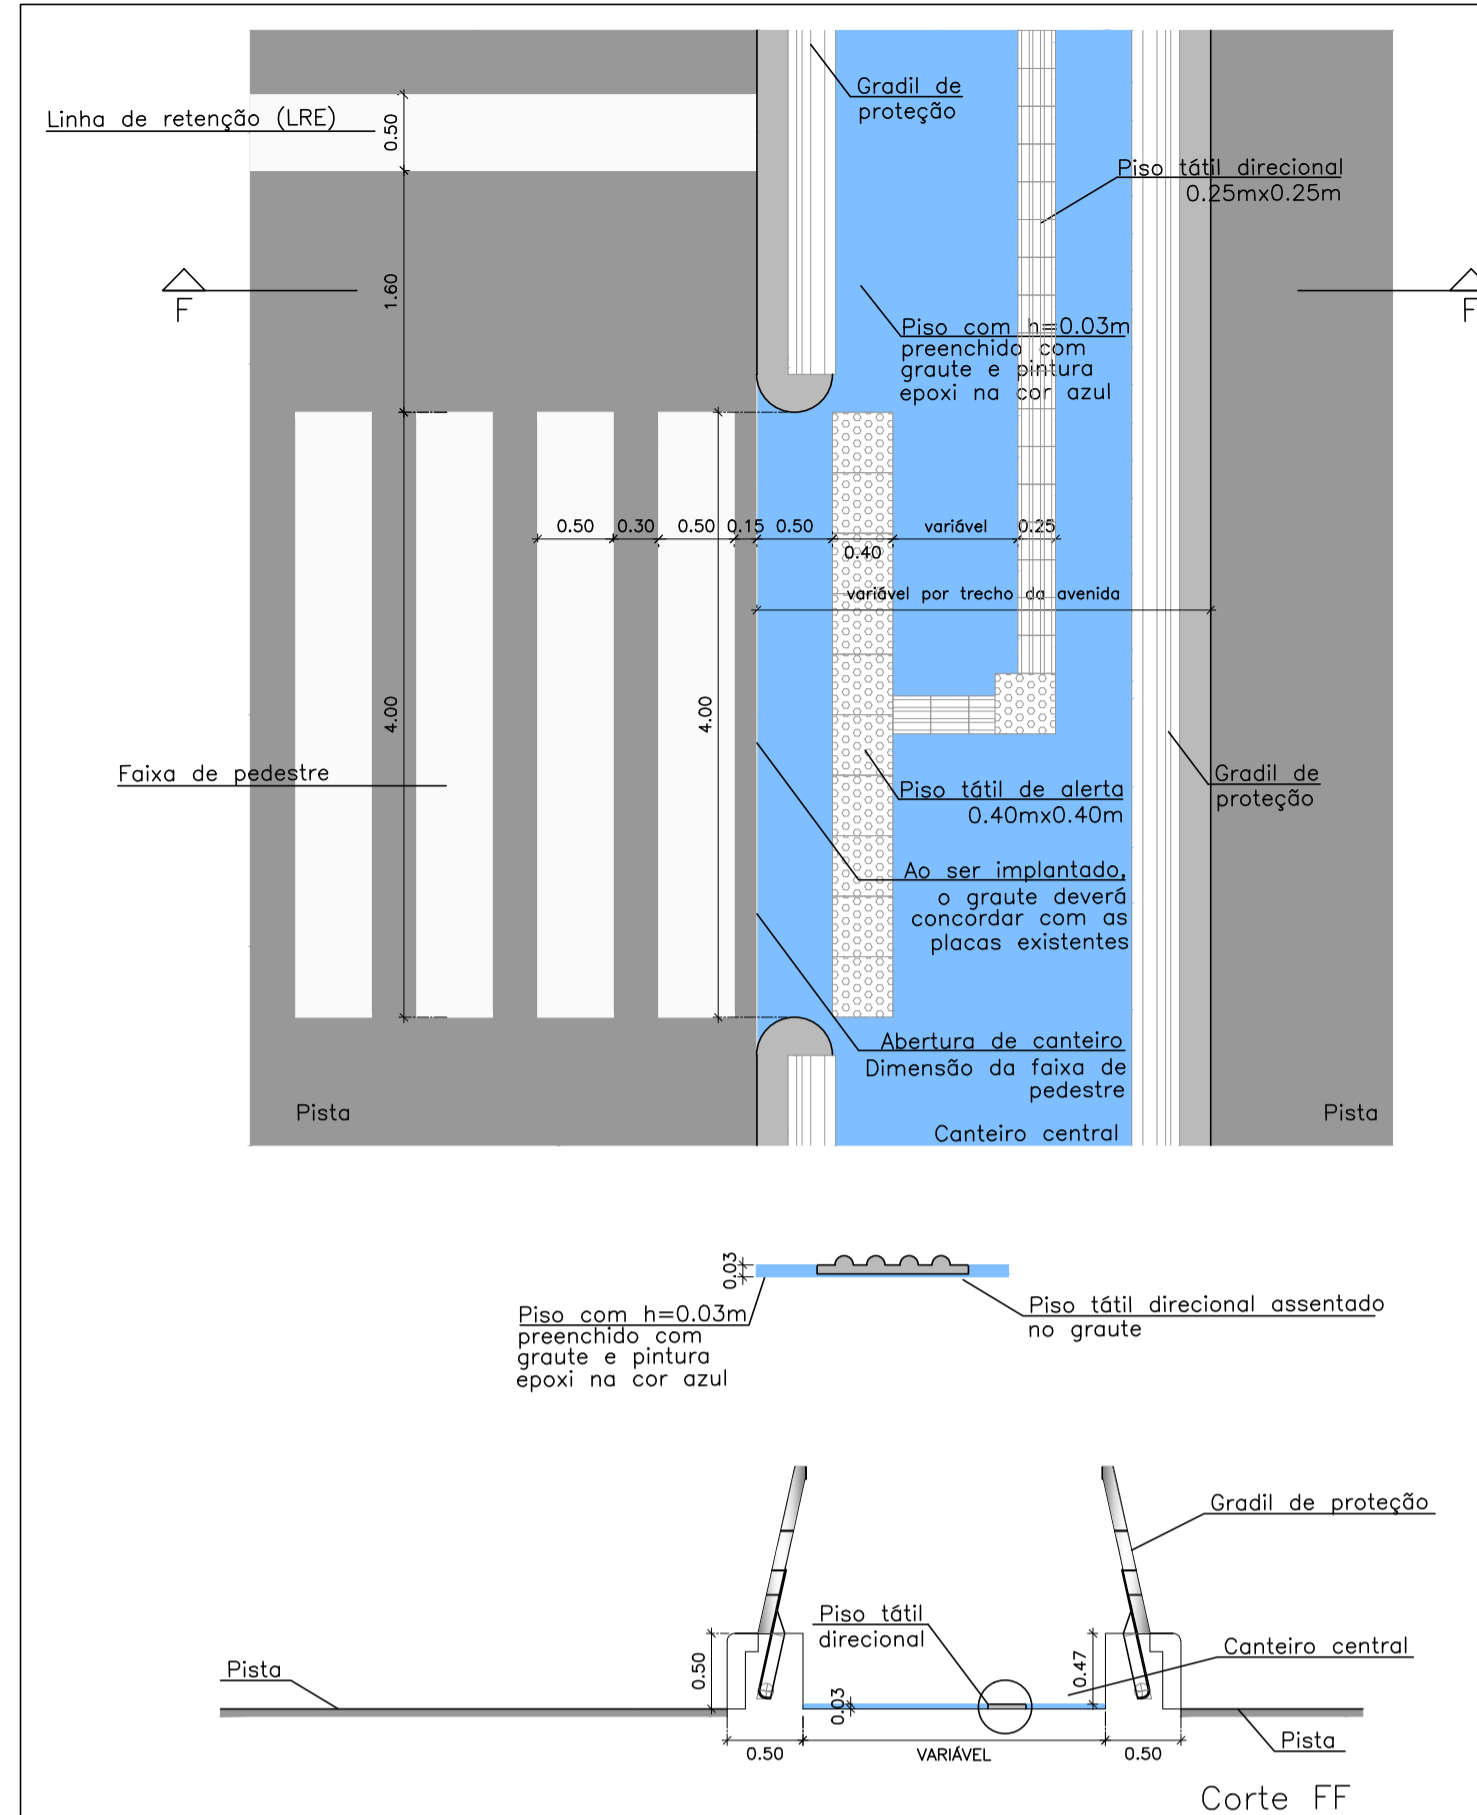 Linha de retenção (LRE)
0.50
Gradil de
proteção
Piso tátil direcional
0.25mx0.25m
1.60
F
F
Piso com h=0.03m
preenchido com
graute e pintura
epoxi na cor azul
0.50 0.30 0.50 0.15 0.50 variável 0.25
0.40
variável por trecho da avenida
4.00
4.00
Faixa de pedestre
Piso tátil de alerta
0.40mx0.40m
Gradil de
proteção
Ao ser implantado,
o graute deverá
concordar com as
placas existentes
Abertura de canteiro
Dimensão da faixa de
pedestre
Pista
Canteiro central
Pista
0.03
Piso com h=0.03m
preenchido com
graute e pintura
epoxi na cor azul
Piso tátil direcional assentado
no graute
Gradil de proteção
Piso tátil
direcional
Canteiro central
Pista
0.50
0.03
0.47
0.50 VARIÁVEL 0.50
Pista
Corte FF